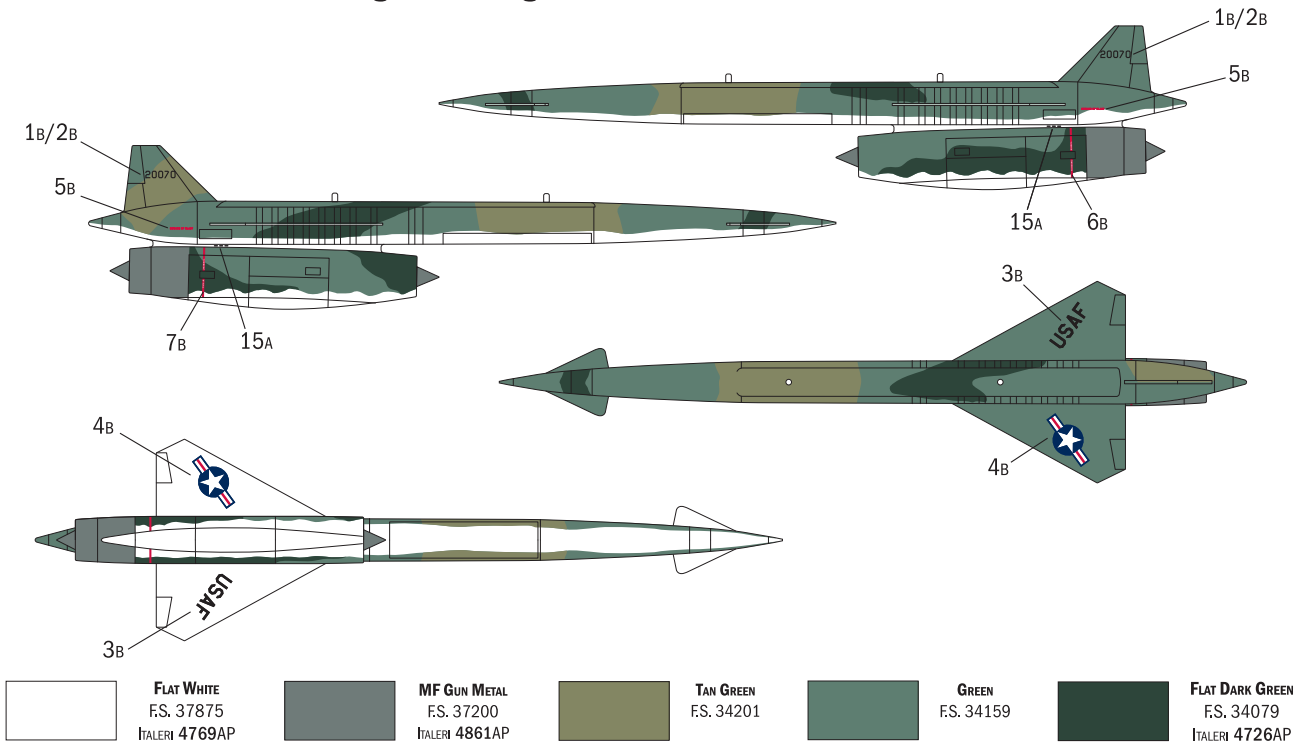 1B/2B
20070
5B
15A
6B
1B/2B
20070
5B
7B
15A
3B
USAF
4B
4B
USAF
3B
FLAT WHITE
F.S. 37875
ITALERI 4769AP
MF GUN METAL
F.S. 37200
ITALERI 4861AP
TAN GREEN
F.S. 34201
GREEN
F.S. 34159
FLAT DARK GREEN
F.S. 34079
ITALERI 4726AP